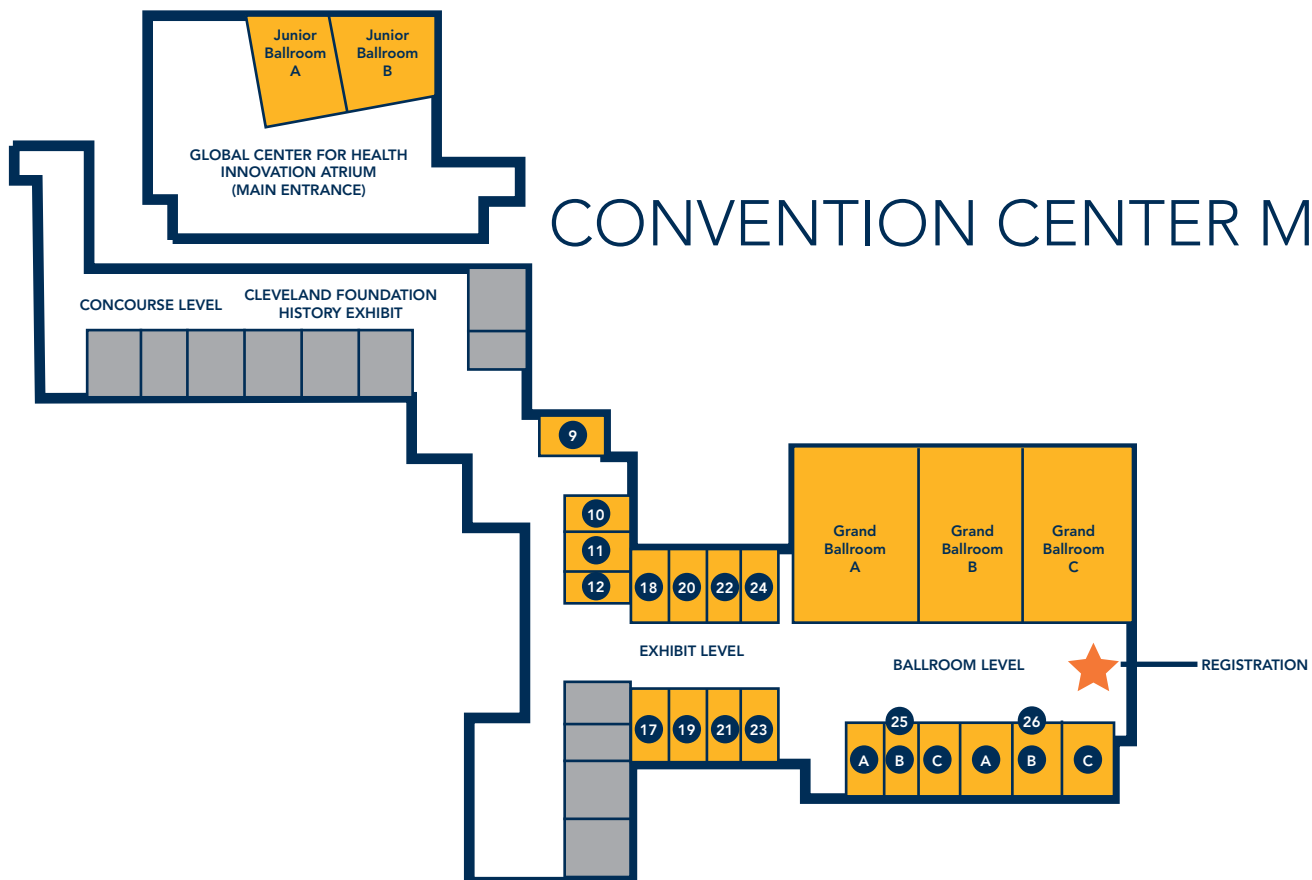 Junior
Ballroom
A
Junior
Ballroom
B
GLOBAL CENTER FOR HEALTH
INNOVATION ATRIUM
(MAIN ENTRANCE)
CONVENTION CENTER M
CONCOURSE LEVEL
CLEVELAND FOUNDATION
HISTORY EXHIBIT
9
10
11
12
18
20
22
24
Grand
Ballroom
A
Grand
Ballroom
B
Grand
Ballroom
C
EXHIBIT LEVEL
BALLROOM LEVEL
REGISTRATION
17
19
21
23
25
26
A
B
C
A
B
C